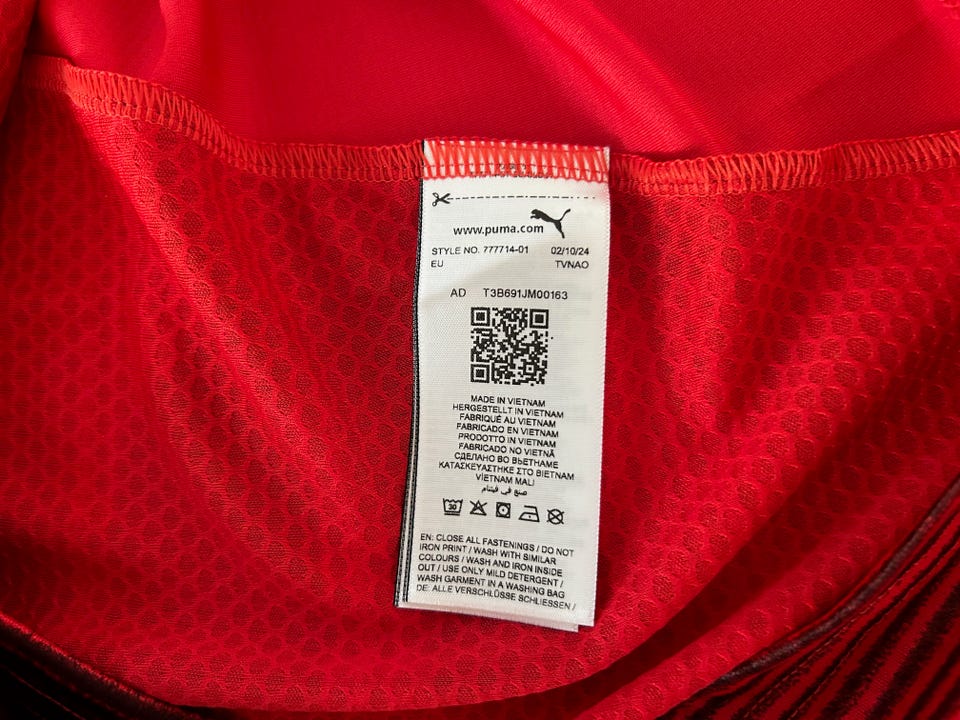 www.puma.com
STYLE NO. 777714-01 02/10/24
EU TVNAO
AD T3B691JM00163
MADE IN VIETNAM
HERGESTELLT IN VIETNAM
FABRIQUÉ AU VIETNAM
FABRICADO EN VIETNAM
PRODOTTO IN VIETNAM
FABRICADO NO VIETNÃ
СДЕЛАНО ВО ВЬЕТНАМЕ
ΚΑΤΑΣΚΕΥΑΣΤΗΚΕ ΣΤΟ ΒΙΕΤΝΑΜ
VİETNAM MALI
صنع في فيتنام
30
EN: CLOSE ALL FASTENINGS / DO NOT
IRON PRINT / WASH WITH SIMILAR
COLOURS / WASH AND IRON INSIDE
OUT / USE ONLY MILD DETERGENT /
WASH GARMENT IN A WASHING BAG
DE: ALLE VERSCHLÜSSE SCHLIESSEN /